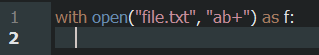 1 with open("file.txt", "ab+") as f:
2